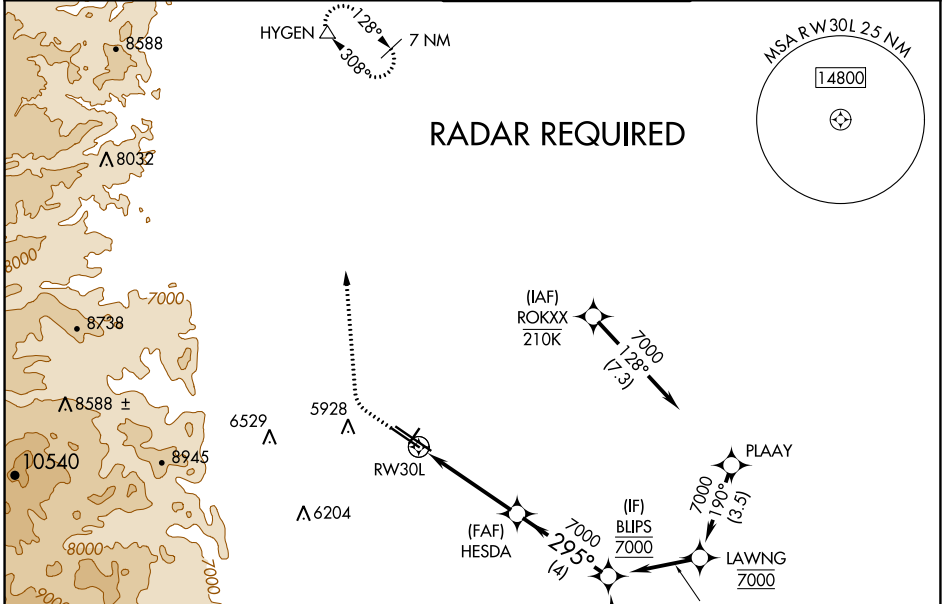 8588
HYGEN
128°
308°
7 NM
MSA RW30L 25 NM
14800
RADAR REQUIRED
8032
8000
7000
8738
(IAF)
ROKXX
210K
7000
128°
(7.3)
8588 ±
6529
5928
10540
8945
RW30L
PLAAY
7000
190°
(3.5)
6204
(FAF)
HESDA
7000
295°
(4)
(IF)
BLIPS
7000
LAWNG
7000
8000
7000
9000